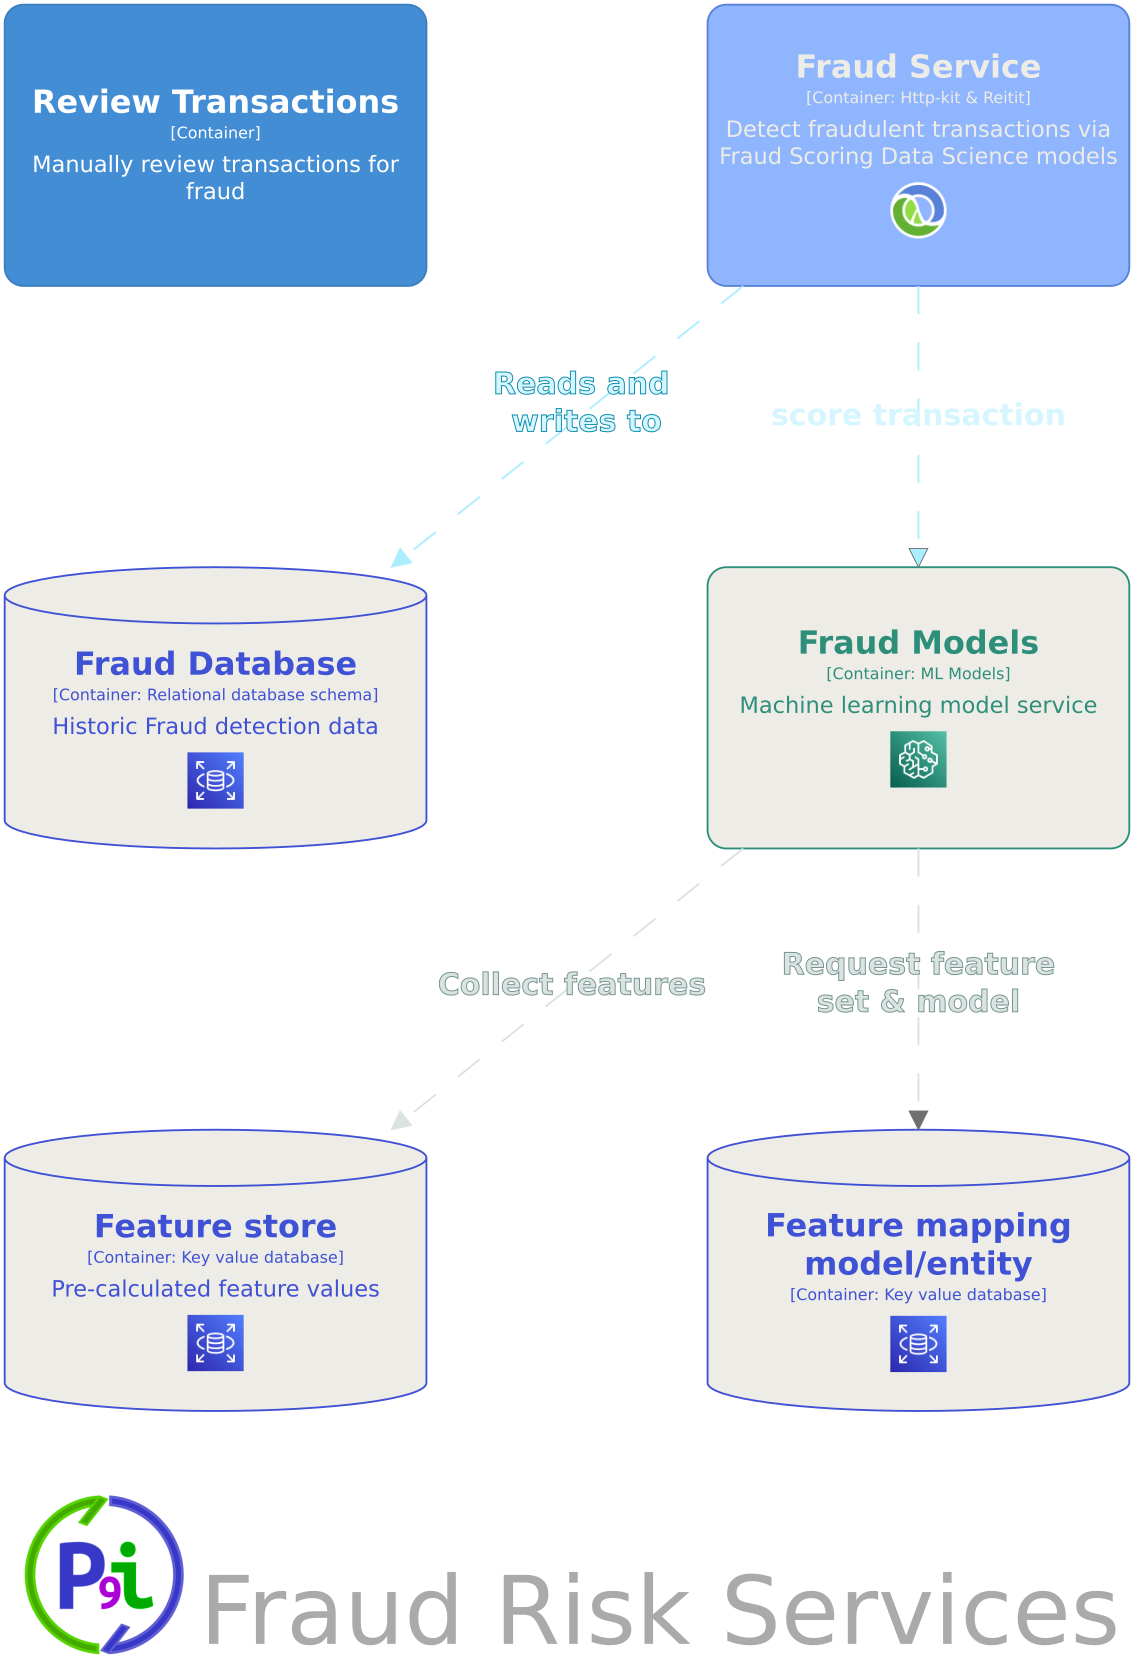 Review Transactions
[Container]
Manually review transactions for
fraud
Fraud Service
[Container: Http-kit & Reitit]
Detect fraudulent transactions via
Fraud Scoring Data Science models
Reads and
writes to
score transaction
Fraud Database
[Container: Relational database schema]
Historic Fraud detection data
Fraud Models
[Container: ML Models]
Machine learning model service
Collect features
Request feature
set & model
Feature store
[Container: Key value database]
Pre-calculated feature values
Feature mapping
model/entity
[Container: Key value database]
P9i
Fraud Risk Services